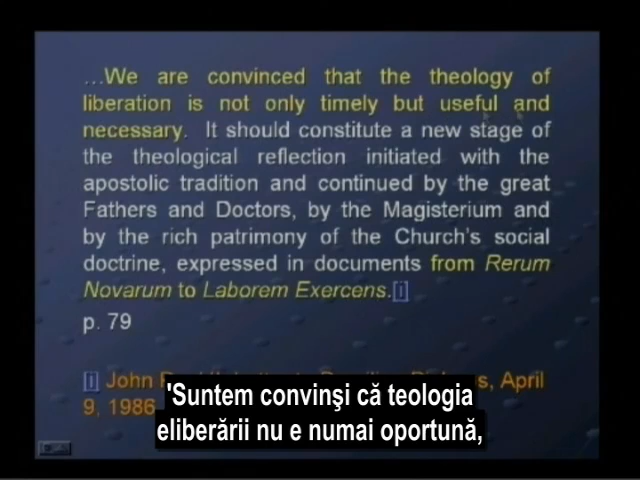 ...We are convinced that the theology of
liberation is not only timely but useful and
necessary. It should constitute a new stage of
the theological reflection initiated with the
apostolic tradition and continued by the great
Fathers and Doctors, by the Magisterium and
by the rich patrimony of the Church's social
doctrine, expressed in documents from Rerum
Novarum to Laborem Exercens.[i]
p. 79
[i] John April
9, 1986
'Suntem convinşi că teologia
eliberării nu e numai oportună,